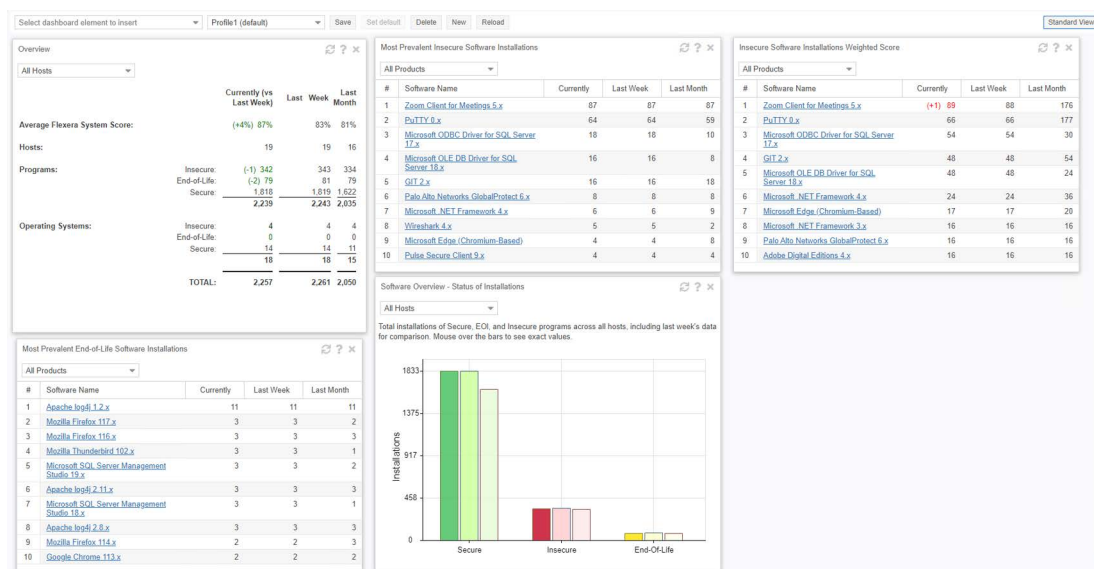 Select dashboard element to insert Profile1 (default) Save Set default Delete New Reload Standard View
Overview
All Hosts
Currently (vs Last Week) Last Week Last Month
Average Flexera System Score: (+4%) 87% 83% 81%
Hosts: 19 19 16
Programs: Insecure: (-1) 342 343 334
End-of-Life: (-2) 79 81 79
Secure: 1,818 1,819 1,622
2,239 2,243 2,035
Operating Systems: Insecure: 4 4 4
End-of-Life: 0 0 0
Secure: 14 14 11
18 18 15
TOTAL: 2,257 2,261 2,050
Most Prevalent Insecure Software Installations
All Products
# Software Name Currently Last Week Last Month
1 Zoom Client for Meetings 5.x 87 87 87
2 PuTTY 0.x 64 64 59
3 Microsoft ODBC Driver for SQL Server 17.x 18 18 10
4 Microsoft OLE DB Driver for SQL Server 18.x 16 16 8
5 GIT 2.x 16 16 18
6 Palo Alto Networks GlobalProtect 6.x 8 8 8
7 Microsoft .NET Framework 4.x 6 6 9
8 Wireshark 4.x 5 5 2
9 Microsoft Edge (Chromium-Based) 4 4 8
10 Pulse Secure Client 9.x 4 4 4
Insecure Software Installations Weighted Score
All Products
# Software Name Currently Last Week Last Month
1 Zoom Client for Meetings 5.x (+1) 89 88 176
2 PuTTY 0.x 66 66 177
3 Microsoft ODBC Driver for SQL Server 17.x 54 54 30
4 GIT 2.x 48 48 54
5 Microsoft OLE DB Driver for SQL Server 18.x 48 48 24
6 Microsoft .NET Framework 4.x 24 24 36
7 Microsoft Edge (Chromium-Based) 17 17 20
8 Microsoft .NET Framework 3.x 16 16 16
9 Palo Alto Networks GlobalProtect 6.x 16 16 16
10 Adobe Digital Editions 4.x 16 16 16
Most Prevalent End-of-Life Software Installations
All Products
# Software Name Currently Last Week Last Month
1 Apache log4j 1.2.x 11 11 11
2 Mozilla Firefox 117.x 3 3 2
3 Mozilla Firefox 116.x 3 3 3
4 Mozilla Thunderbird 102.x 3 3 1
5 Microsoft SQL Server Management Studio 19.x 3 3 2
6 Apache log4j 2.11.x 3 3 3
7 Microsoft SQL Server Management Studio 18.x 3 3 1
8 Apache log4j 2.8.x 3 3 3
9 Mozilla Firefox 114.x 2 2 3
10 Google Chrome 113.x 2 2 2
Software Overview - Status of Installations
All Hosts
Total installations of Secure, EOl, and Insecure programs across all hosts, including last week's data
for comparison. Mouse over the bars to see exact values.
Installations
1833
1375
917
458
0
Secure Insecure End-Of-Life